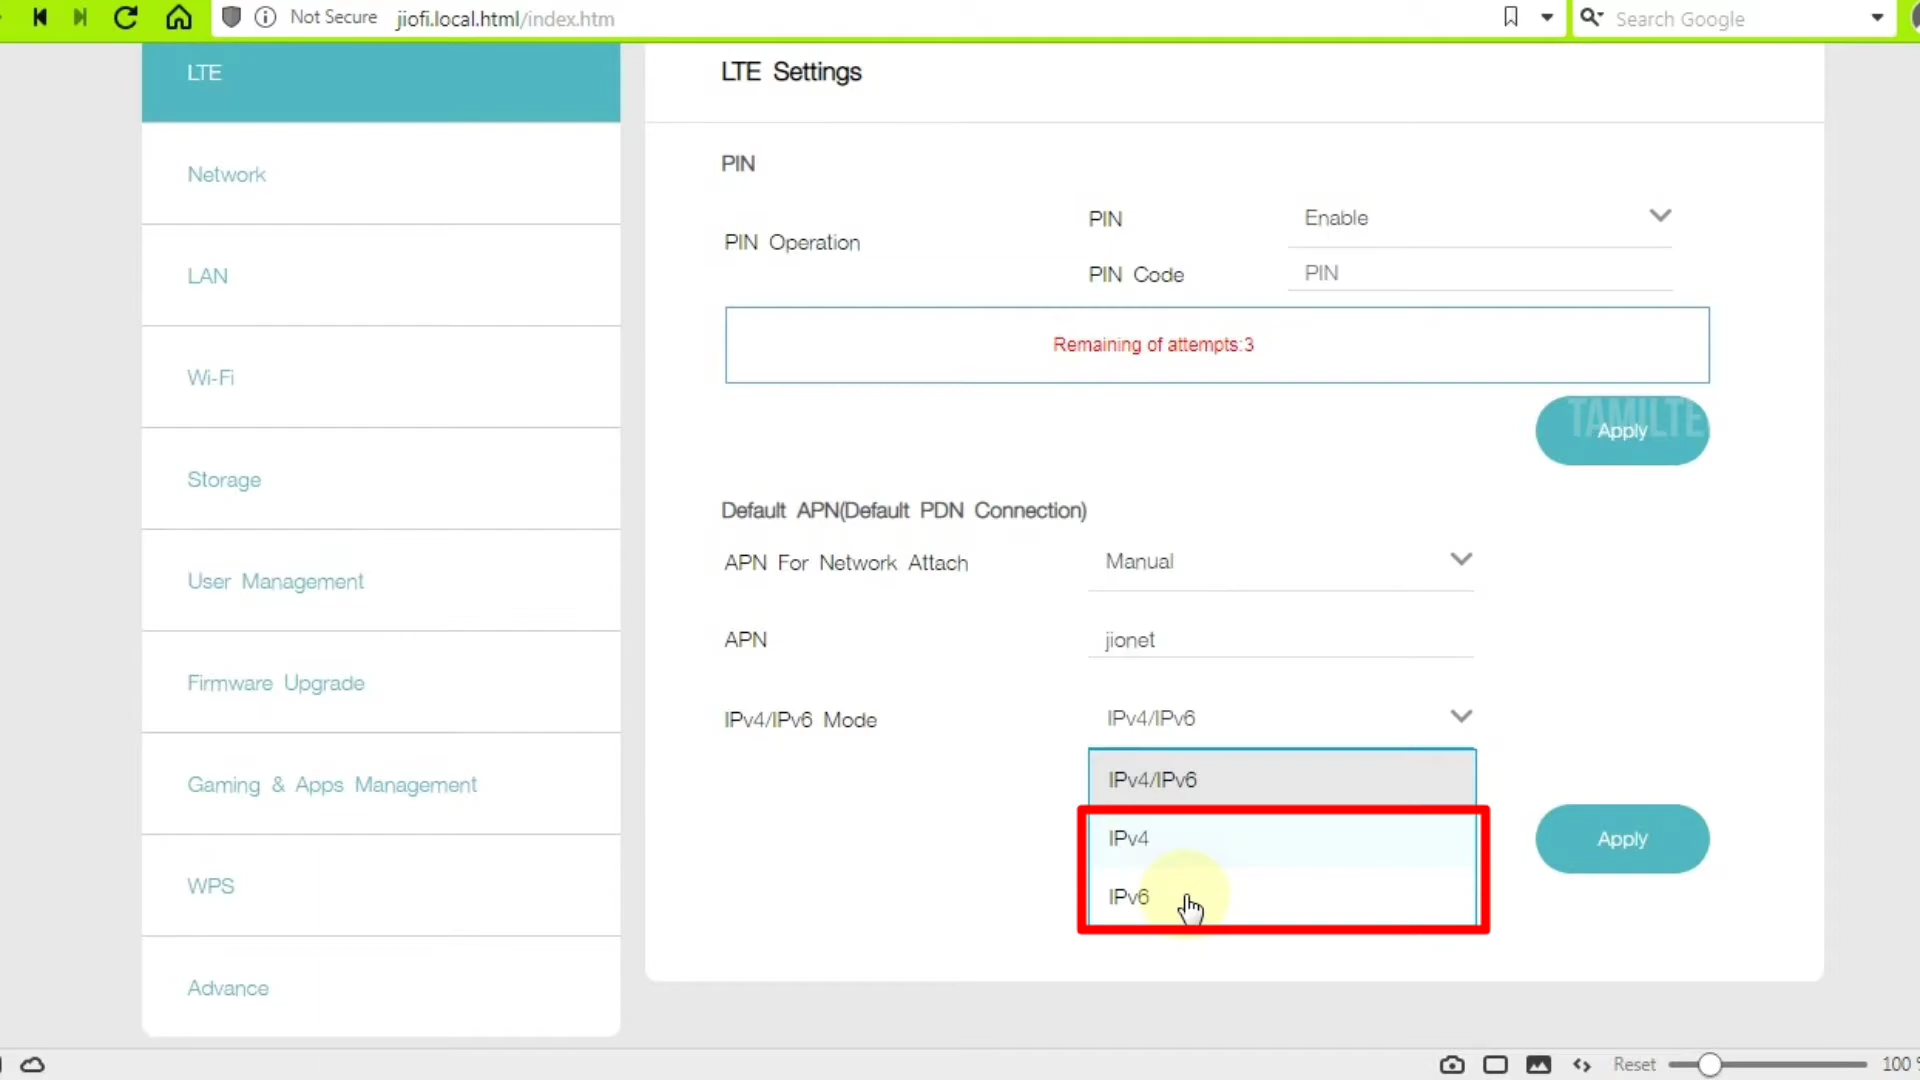 Not Secure jiofi.local.html/index.htm Search Google
LTE
Network
LAN
Wi-Fi
Storage
User Management
Firmware Upgrade
Gaming & Apps Management
WPS
Advance
LTE Settings
PIN
PIN Operation
PIN Enable
PIN Code PIN
Remaining of attempts:3
TAMILTE
Apply
Default APN(Default PDN Connection)
APN For Network Attach Manual
APN jionet
IPv4/IPv6 Mode IPv4/IPv6
IPv4/IPv6
IPv4
IPv6
Apply
Reset 100 %